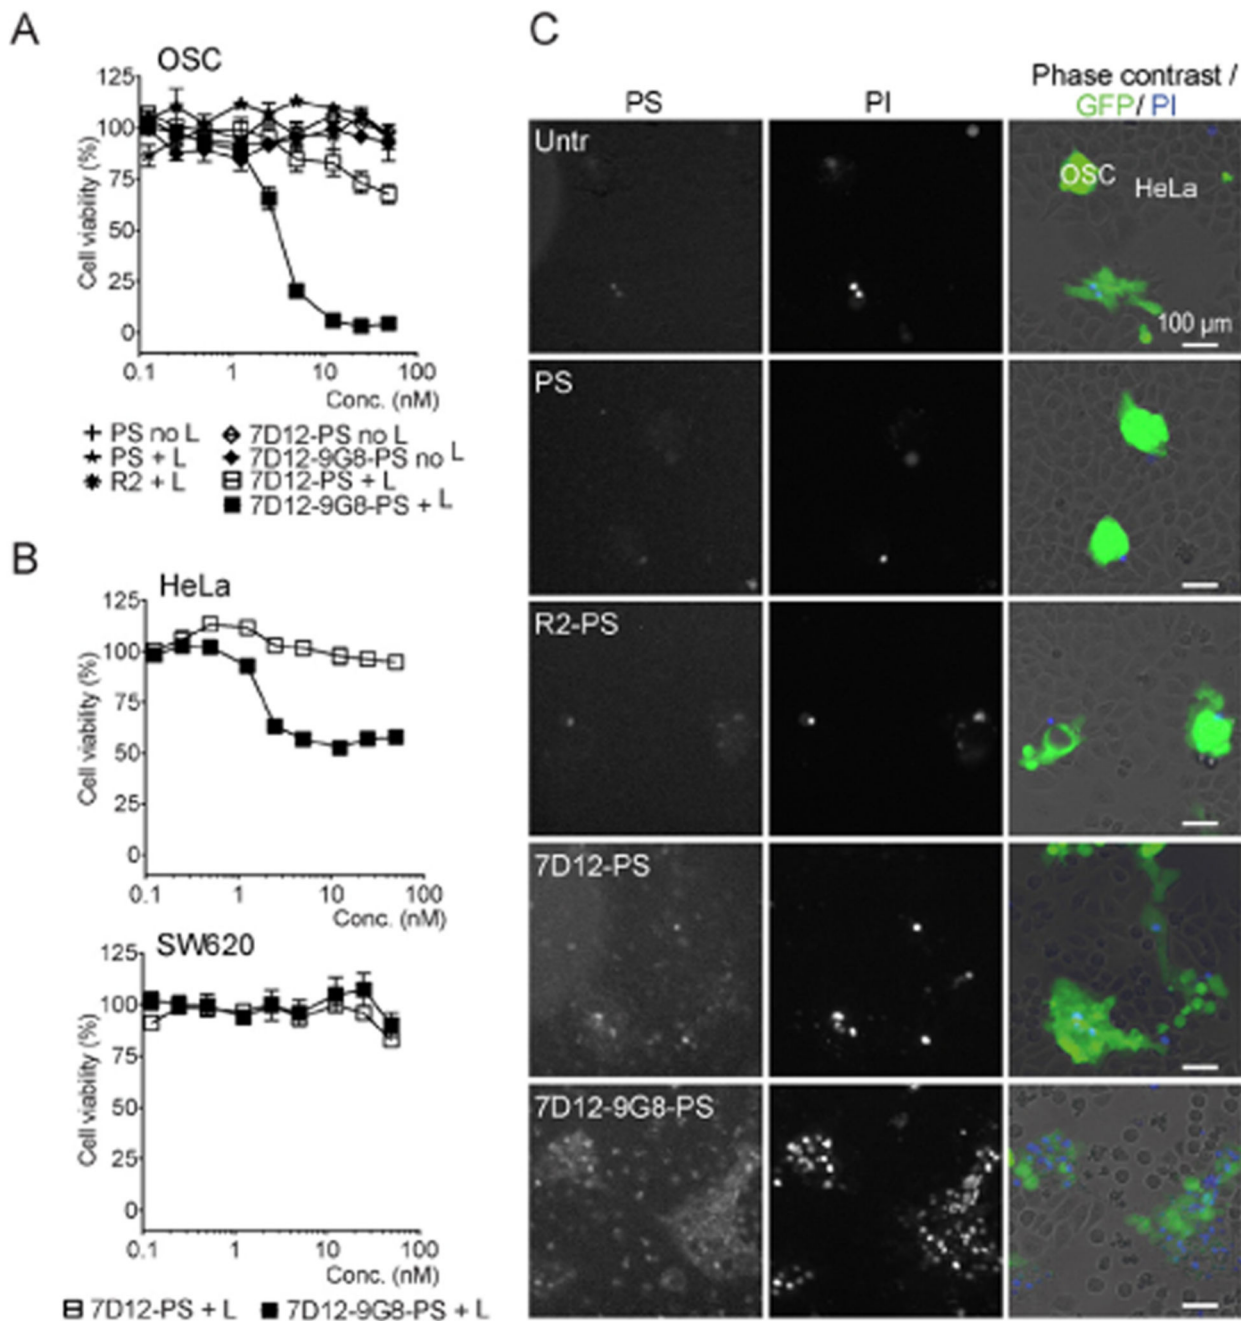 A
OSC
125
100
75
50
25
0
Cell viability (%)
0.1 1 10 100
Conc. (nM)
PS no L
PS + L
R2 + L
7D12-PS no L
7D12-9G8-PS no L
7D12-PS + L
7D12-9G8-PS + L
B
HeLa
125
100
75
50
25
0
Cell viability (%)
0.1 1 10 100
Conc. (nM)
SW620
125
100
75
50
25
0
Cell viability (%)
0.1 1 10 100
Conc. (nM)
7D12-PS + L 7D12-9G8-PS + L
C
PS
PI
Phase contrast /
GFP/ PI
Untr
OSC
HeLa
100 µm
PS
R2-PS
7D12-PS
7D12-9G8-PS